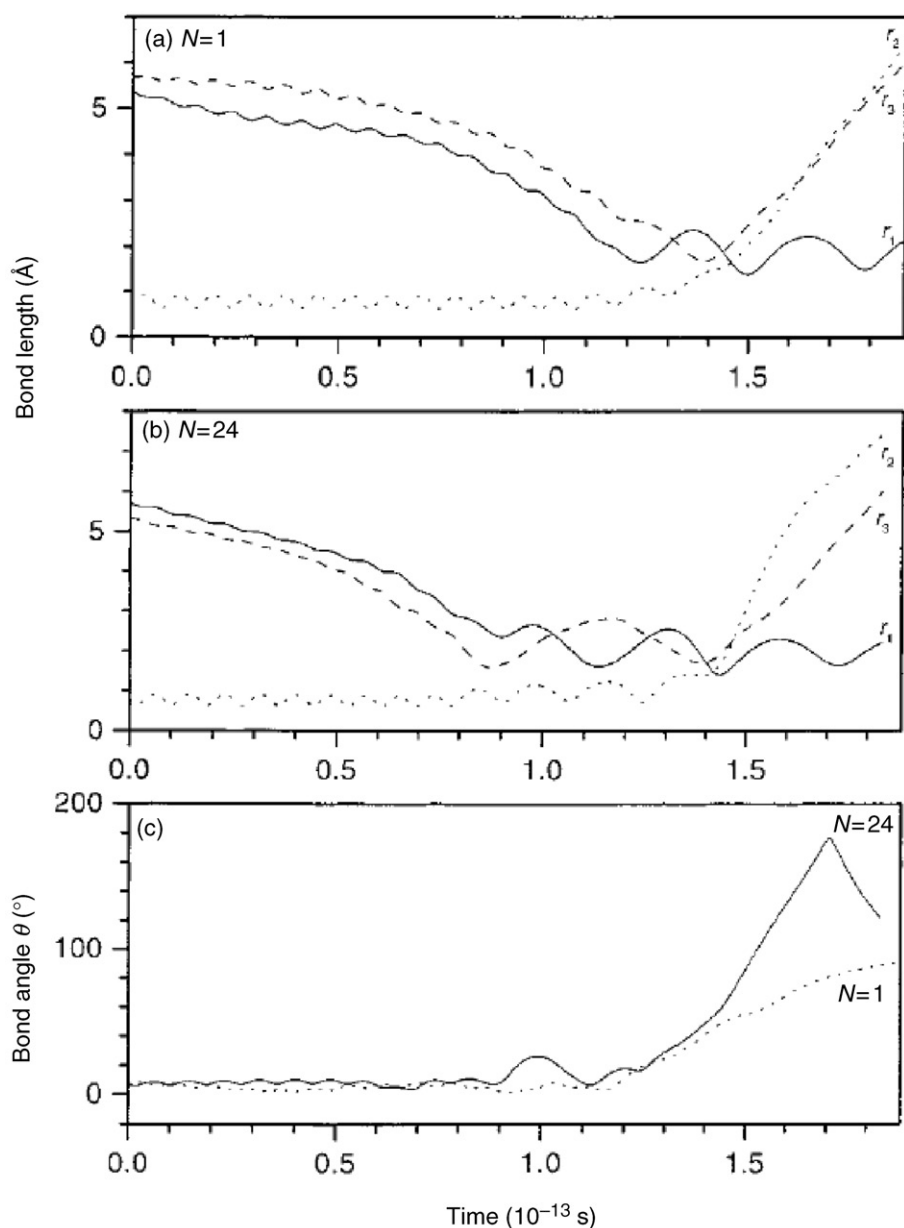 (a) N=1
r₂
r₃
r₁
5
0
0.0 0.5 1.0 1.5
Bond length (Å)
(b) N=24
r₂
r₃
r₁
5
0
0.0 0.5 1.0 1.5
200
(c)
N=24
100
N=1
0
Bond angle θ (°)
0.0 0.5 1.0 1.5
Time (10⁻¹³ s)